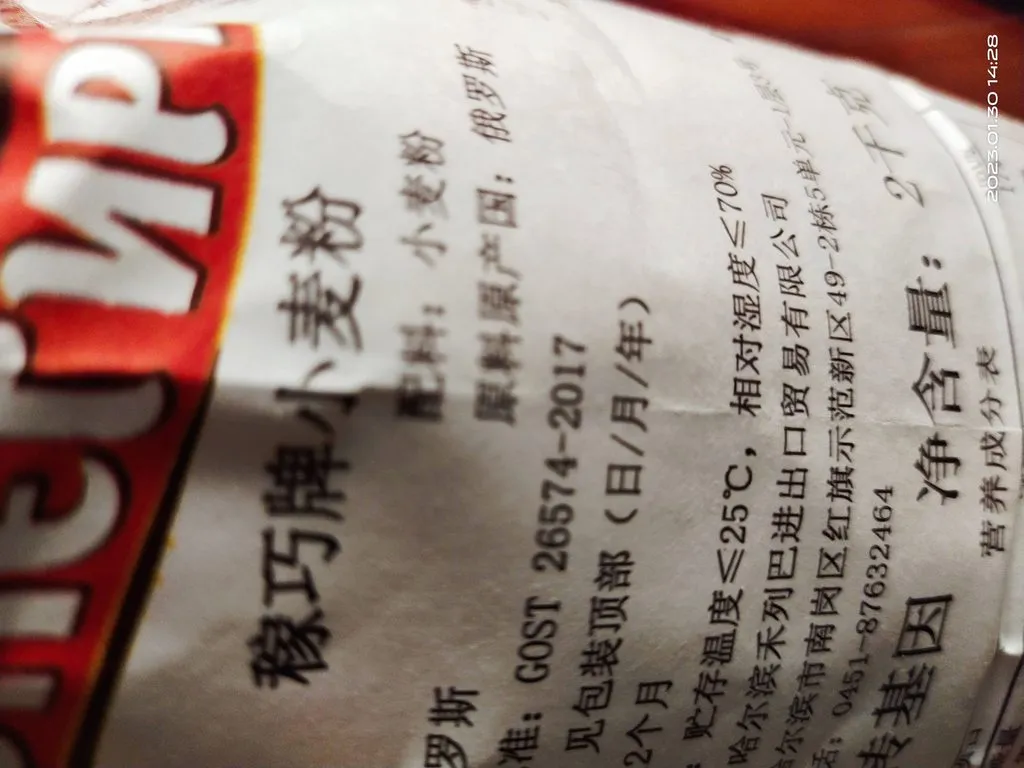 稼巧牌小麦粉
配料：小麦粉
罗斯 原料原产国：俄罗斯
准：GOST 26574-2017
见包装顶部（日/月/年）
2个月
：贮存温度≤25℃，相对湿度≤70%
哈尔滨禾列巴进出口贸易有限公司
哈尔滨市南岗区红旗示范新区49-2栋5单元1层
话：0451-87632464
转基因 净含量：2千克
营养成分表
2023.01.30 14:28